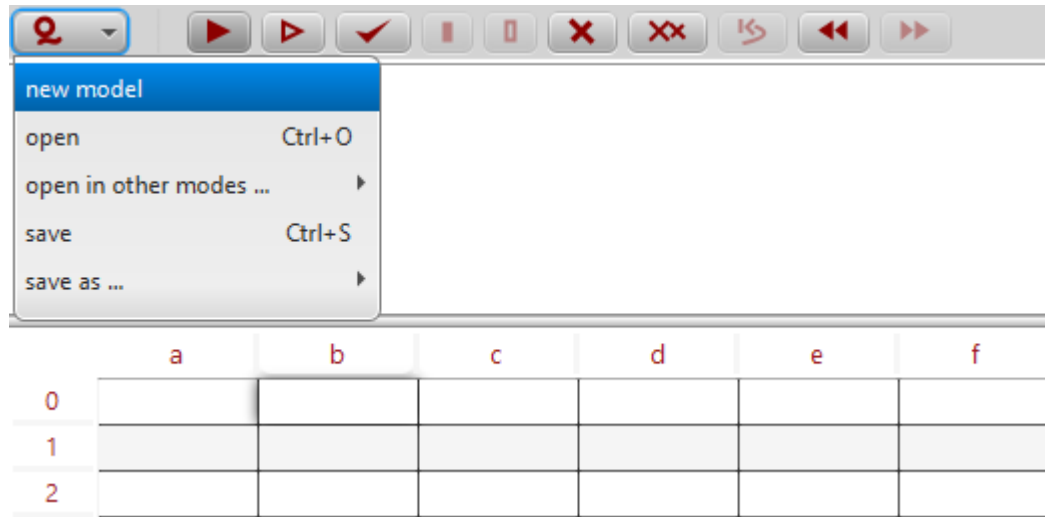 new model
open Ctrl+O
open in other modes ...
save Ctrl+S
save as ...
a b c d e f
0
1
2